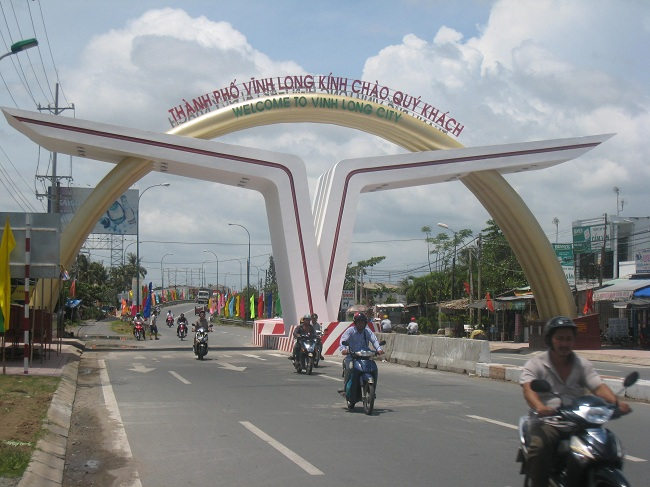 THÀNH PHỐ VĨNH LONG KÍNH CHÀO QUÝ KHÁCH
WELCOME TO VINH LONG CITY